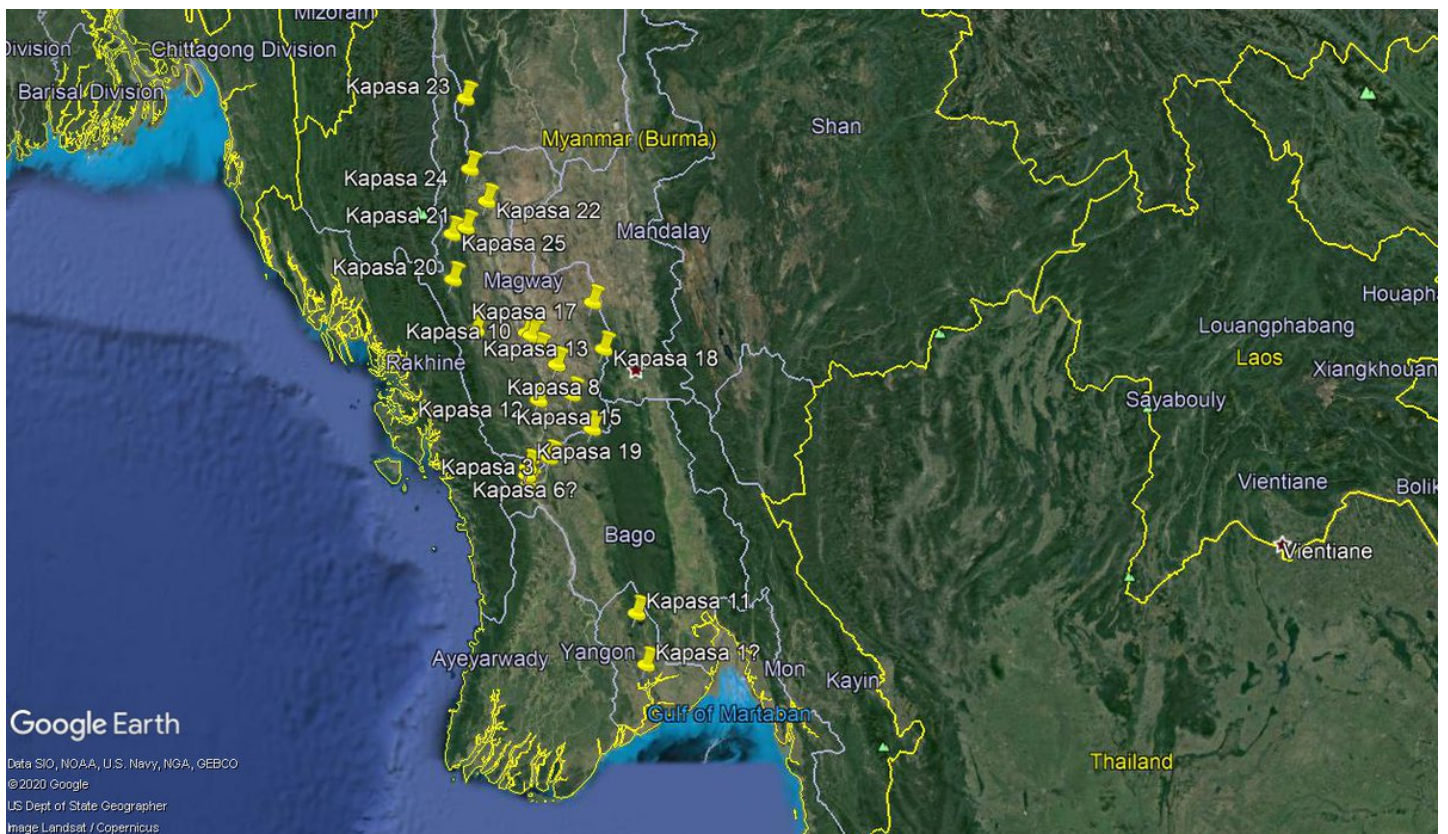 Mizoram
Division
Chittagong Division
Barisal Division
Kapasa 23
Shan
Myanmar (Burma)
Kapasa 24
Kapasa 21
Kapasa 22
Mandalay
Kapasa 25
Kapasa 20
Magway
Houapha
Kapasa 17
Kapasa 10
Louangphabang
Kapasa 13
Kapasa 18
Laos
Rakhine
Xiangkhouan
Kapasa 8
Sayabouly
Kapasa 12
Kapasa 15
Kapasa 19
Kapasa 3
Vientiane
Bolik
Kapasa 6?
Bago
Vientiane
Kapasa 11
Ayeyarwady
Yangon
Kapasa 1?
Mon
Kayin
Gulf of Martaban
Google Earth
Thailand
Data SIO, NOAA, U.S. Navy, NGA, GEBCO
©2020 Google
US Dept of State Geographer
Image Landsat / Copernicus